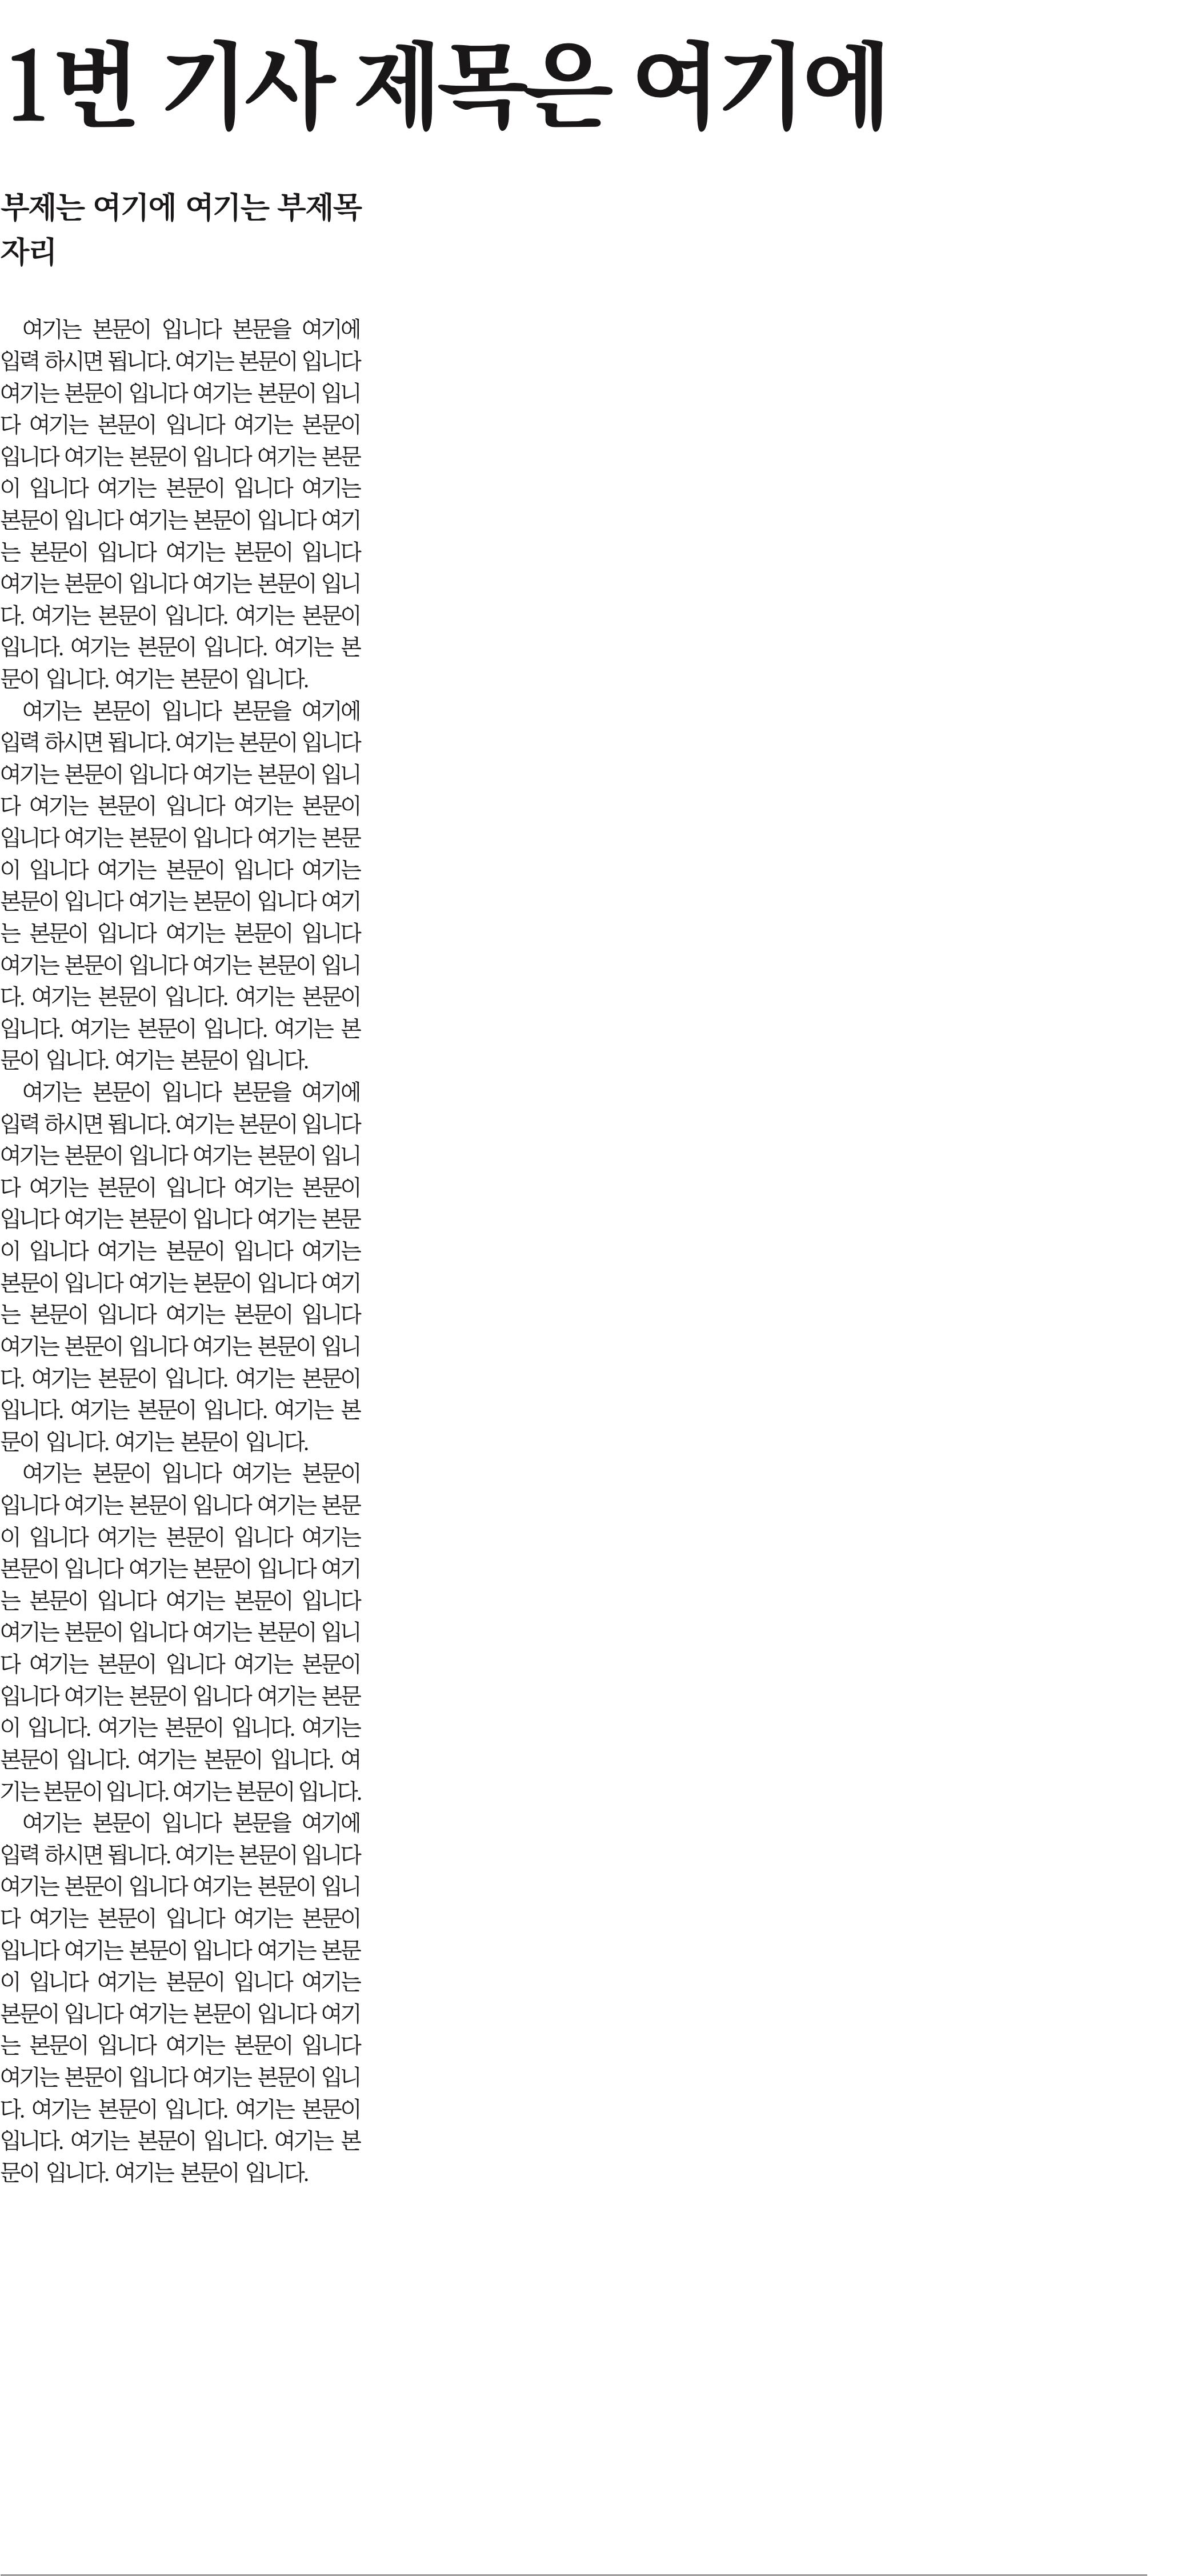 1번 기사 제목은 여기에
부제는 여기에 여기는 부제목
자리
여기는 본문이 입니다 본문을 여기에
입력 하시면 됩니다. 여기는 본문이 입니다
여기는 본문이 입니다 여기는 본문이 입니
다 여기는 본문이 입니다 여기는 본문이
입니다 여기는 본문이 입니다 여기는 본문
이 입니다 여기는 본문이 입니다 여기는
본문이 입니다 여기는 본문이 입니다 여기
는 본문이 입니다 여기는 본문이 입니다
여기는 본문이 입니다 여기는 본문이 입니
다. 여기는 본문이 입니다. 여기는 본문이
입니다. 여기는 본문이 입니다. 여기는 본
문이 입니다. 여기는 본문이 입니다.
여기는 본문이 입니다 본문을 여기에
입력 하시면 됩니다. 여기는 본문이 입니다
여기는 본문이 입니다 여기는 본문이 입니
다 여기는 본문이 입니다 여기는 본문이
입니다 여기는 본문이 입니다 여기는 본문
이 입니다 여기는 본문이 입니다 여기는
본문이 입니다 여기는 본문이 입니다 여기
는 본문이 입니다 여기는 본문이 입니다
여기는 본문이 입니다 여기는 본문이 입니
다. 여기는 본문이 입니다. 여기는 본문이
입니다. 여기는 본문이 입니다. 여기는 본
문이 입니다. 여기는 본문이 입니다.
여기는 본문이 입니다 본문을 여기에
입력 하시면 됩니다. 여기는 본문이 입니다
여기는 본문이 입니다 여기는 본문이 입니
다 여기는 본문이 입니다 여기는 본문이
입니다 여기는 본문이 입니다 여기는 본문
이 입니다 여기는 본문이 입니다 여기는
본문이 입니다 여기는 본문이 입니다 여기
는 본문이 입니다 여기는 본문이 입니다
여기는 본문이 입니다 여기는 본문이 입니
다. 여기는 본문이 입니다. 여기는 본문이
입니다. 여기는 본문이 입니다. 여기는 본
문이 입니다. 여기는 본문이 입니다.
여기는 본문이 입니다 여기는 본문이
입니다 여기는 본문이 입니다 여기는 본문
이 입니다 여기는 본문이 입니다 여기는
본문이 입니다 여기는 본문이 입니다 여기
는 본문이 입니다 여기는 본문이 입니다
여기는 본문이 입니다 여기는 본문이 입니
다 여기는 본문이 입니다 여기는 본문이
입니다 여기는 본문이 입니다 여기는 본문
이 입니다. 여기는 본문이 입니다. 여기는
본문이 입니다. 여기는 본문이 입니다. 여
기는 본문이 입니다. 여기는 본문이 입니다.
여기는 본문이 입니다 본문을 여기에
입력 하시면 됩니다. 여기는 본문이 입니다
여기는 본문이 입니다 여기는 본문이 입니
다 여기는 본문이 입니다 여기는 본문이
입니다 여기는 본문이 입니다 여기는 본문
이 입니다 여기는 본문이 입니다 여기는
본문이 입니다 여기는 본문이 입니다 여기
는 본문이 입니다 여기는 본문이 입니다
여기는 본문이 입니다 여기는 본문이 입니
다. 여기는 본문이 입니다. 여기는 본문이
입니다. 여기는 본문이 입니다. 여기는 본
문이 입니다. 여기는 본문이 입니다.